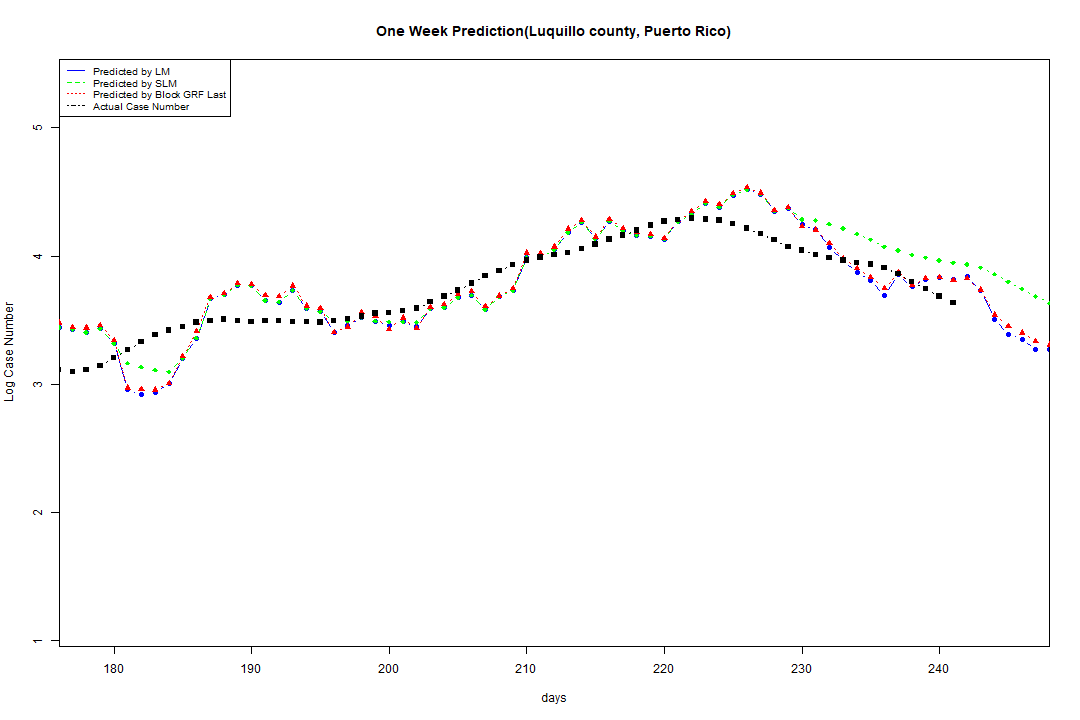 One Week Prediction(Luquillo county, Puerto Rico)
Predicted by LM
Predicted by SLM
Predicted by Block GRF Last
Actual Case Number
5
4
3
2
1
Log Case Number
180 190 200 210 220 230 240
days